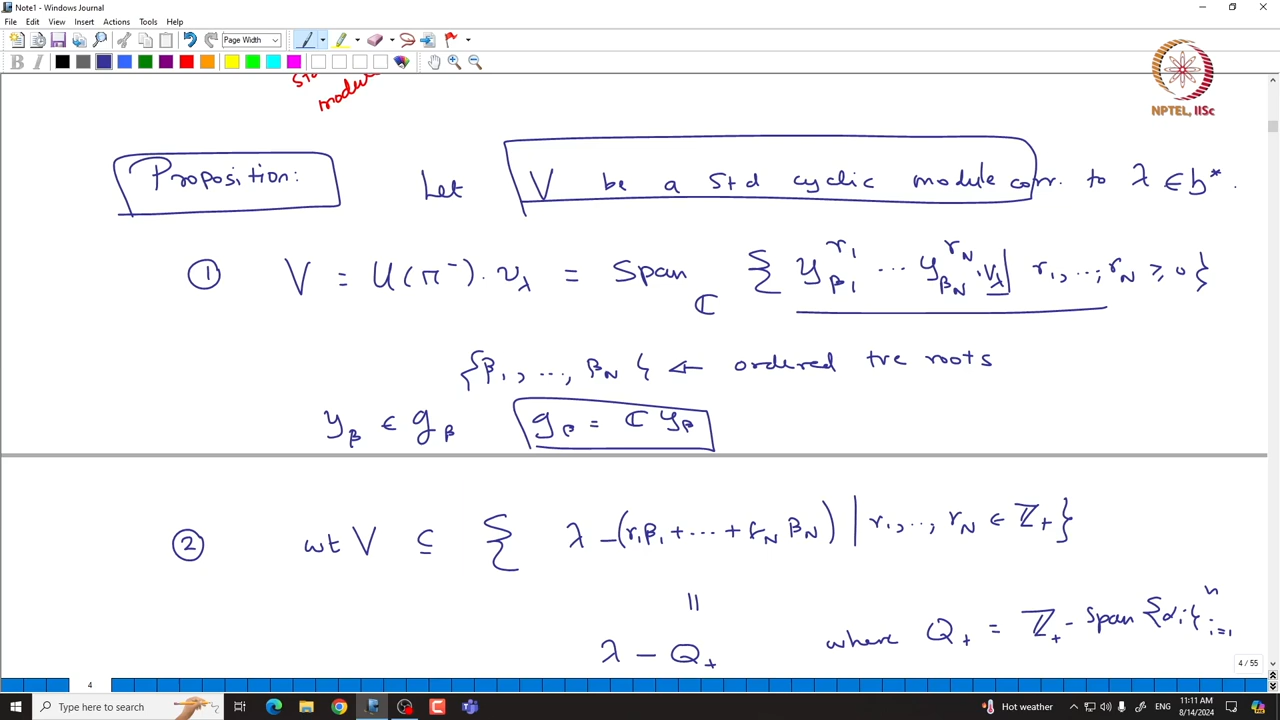 Note1 - Windows Journal
File Edit View Insert Actions Tools Help
Page Width
B I
NPTEL, IISc
Proposition: Let V be a Std cyclic module corr. to λ ∈ h*.
① V = U(π⁻)·v_λ = Span_ℂ { y_β₁^r₁ ⋯ y_β_N^r_N · v_λ | r₁, …, r_N ≥ 0 }
{β₁, …, β_N} ← ordered +ve roots
y_β ∈ g_β g_β = ℂ y_β
② wt V ⊆ { λ – (r₁β₁ + ⋯ + r_N β_N) | r₁, .., r_N ∈ ℤ₊ }
||
λ – Q₊ where Q₊ = ℤ₊- Span {α_i}_{i=1}^n
4 / 55
4
Type here to search
Hot weather
11:11 AM
8/14/2024